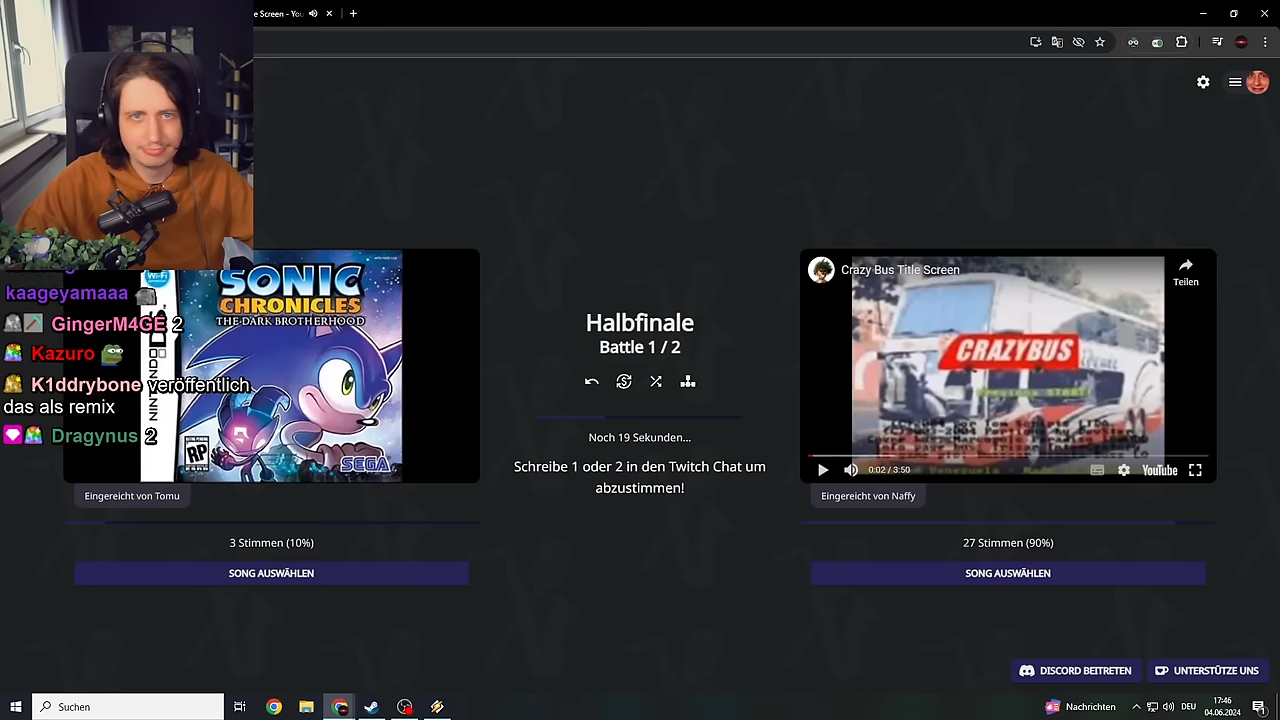 e Screen - You
kaageyamaaa
GingerM4GE 2
Kazuro
K1ddrybone veröffentlich
das als remix
Dragynus 2
Wi-Fi
NINTENDO DS
SONIC
CHRONICLES
THE DARK BROTHERHOOD
RP
SEGA
Eingereicht von Tomu
3 Stimmen (10%)
SONG AUSWÄHLEN
Halbfinale
Battle 1 / 2
Noch 19 Sekunden...
Schreibe 1 oder 2 in den Twitch Chat um
abzustimmen!
Crazy Bus Title Screen
Teilen
CRAZYBUS
0:02 / 3:50
YouTube
Eingereicht von Naffy
27 Stimmen (90%)
SONG AUSWÄHLEN
DISCORD BEITRETEN
UNTERSTÜTZE UNS
Suchen
Nachrichten
DEU
17:46
04.06.2024